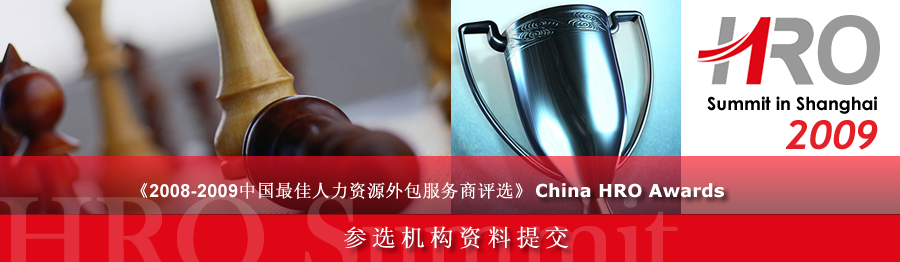 HRO
Summit in Shanghai
2009
《2008-2009中国最佳人力资源外包服务商评选》 China HRO Awards
HRO Summit
参选机构资料提交